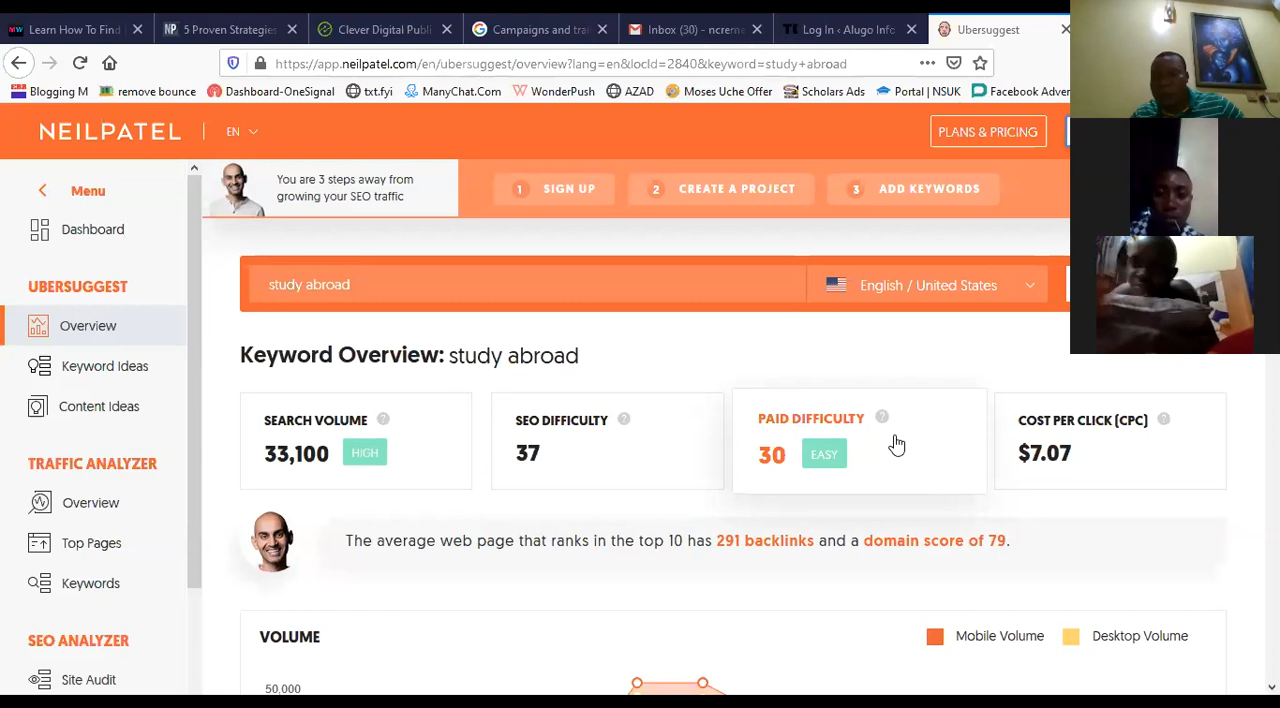 Learn How To Find
5 Proven Strategies
Clever Digital Publi
Campaigns and tra
Inbox (30) - ncrerne
Log In ‹ Alugo Info
Ubersuggest
https://app.neilpatel.com/en/ubersuggest/overview?lang=en&locId=2840&keyword=study+abroad
Blogging M
remove bounce
Dashboard-OneSignal
txt.fyi
ManyChat.Com
WonderPush
AZAD
Moses Uche Offer
Scholars Ads
Portal | NSUK
Facebook Adver
NEILPATEL
EN
PLANS & PRICING
Menu
You are 3 steps away from
growing your SEO traffic
1 SIGN UP
2 CREATE A PROJECT
3 ADD KEYWORDS
Dashboard
UBERSUGGEST
Overview
Keyword Ideas
Content Ideas
TRAFFIC ANALYZER
Overview
Top Pages
Keywords
SEO ANALYZER
Site Audit
study abroad
English / United States
Keyword Overview: study abroad
SEARCH VOLUME ?
33,100 HIGH
SEO DIFFICULTY ?
37
PAID DIFFICULTY ?
30 EASY
COST PER CLICK (CPC) ?
$7.07
The average web page that ranks in the top 10 has 291 backlinks and a domain score of 79.
VOLUME
Mobile Volume
Desktop Volume
50,000